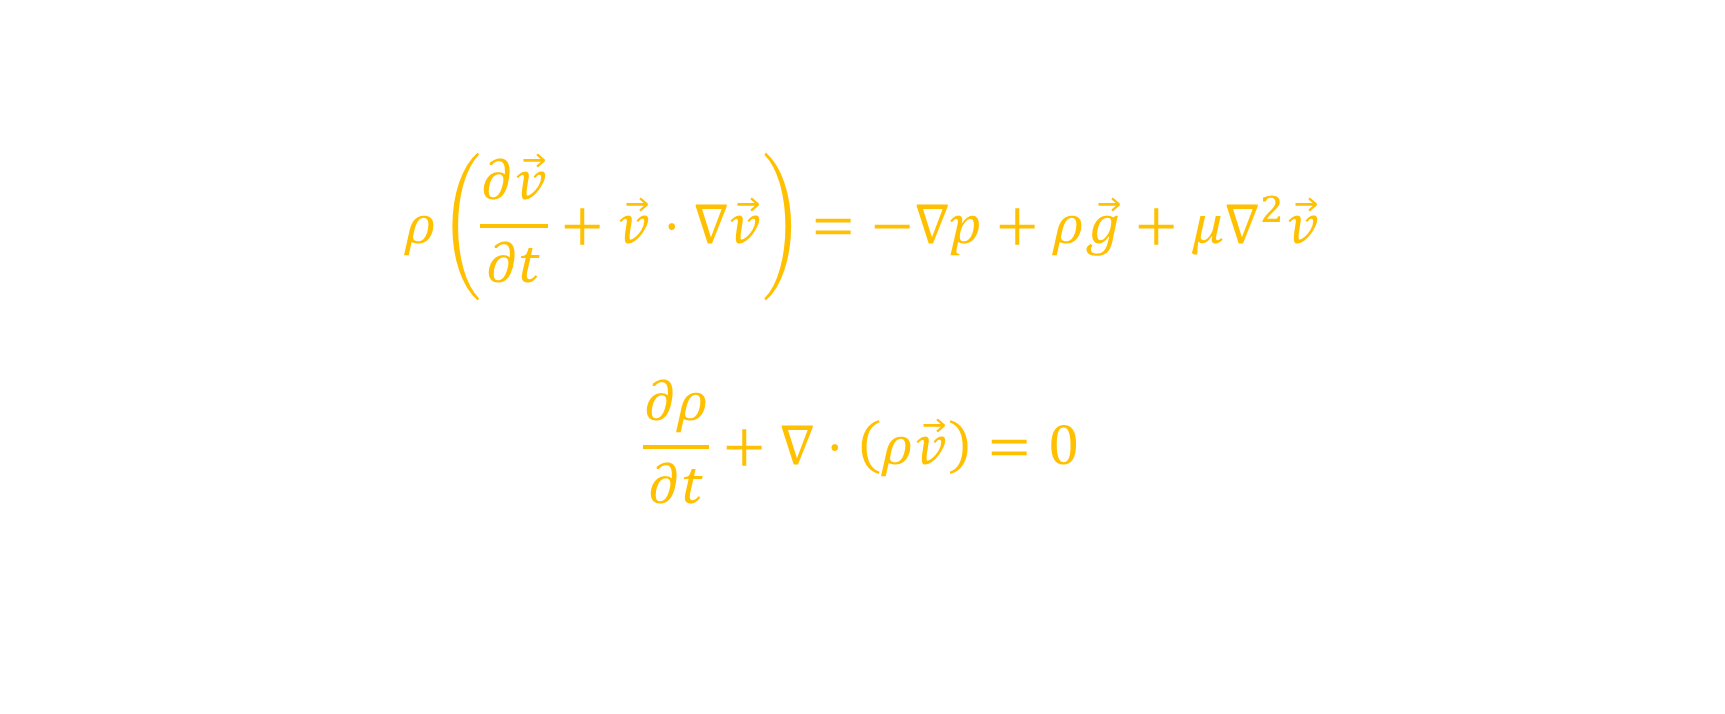 ρ(∂v⃗/∂t + v⃗ · ∇v⃗) = −∇p + ρg⃗ + μ∇²v⃗
∂ρ/∂t + ∇ · (ρv⃗) = 0